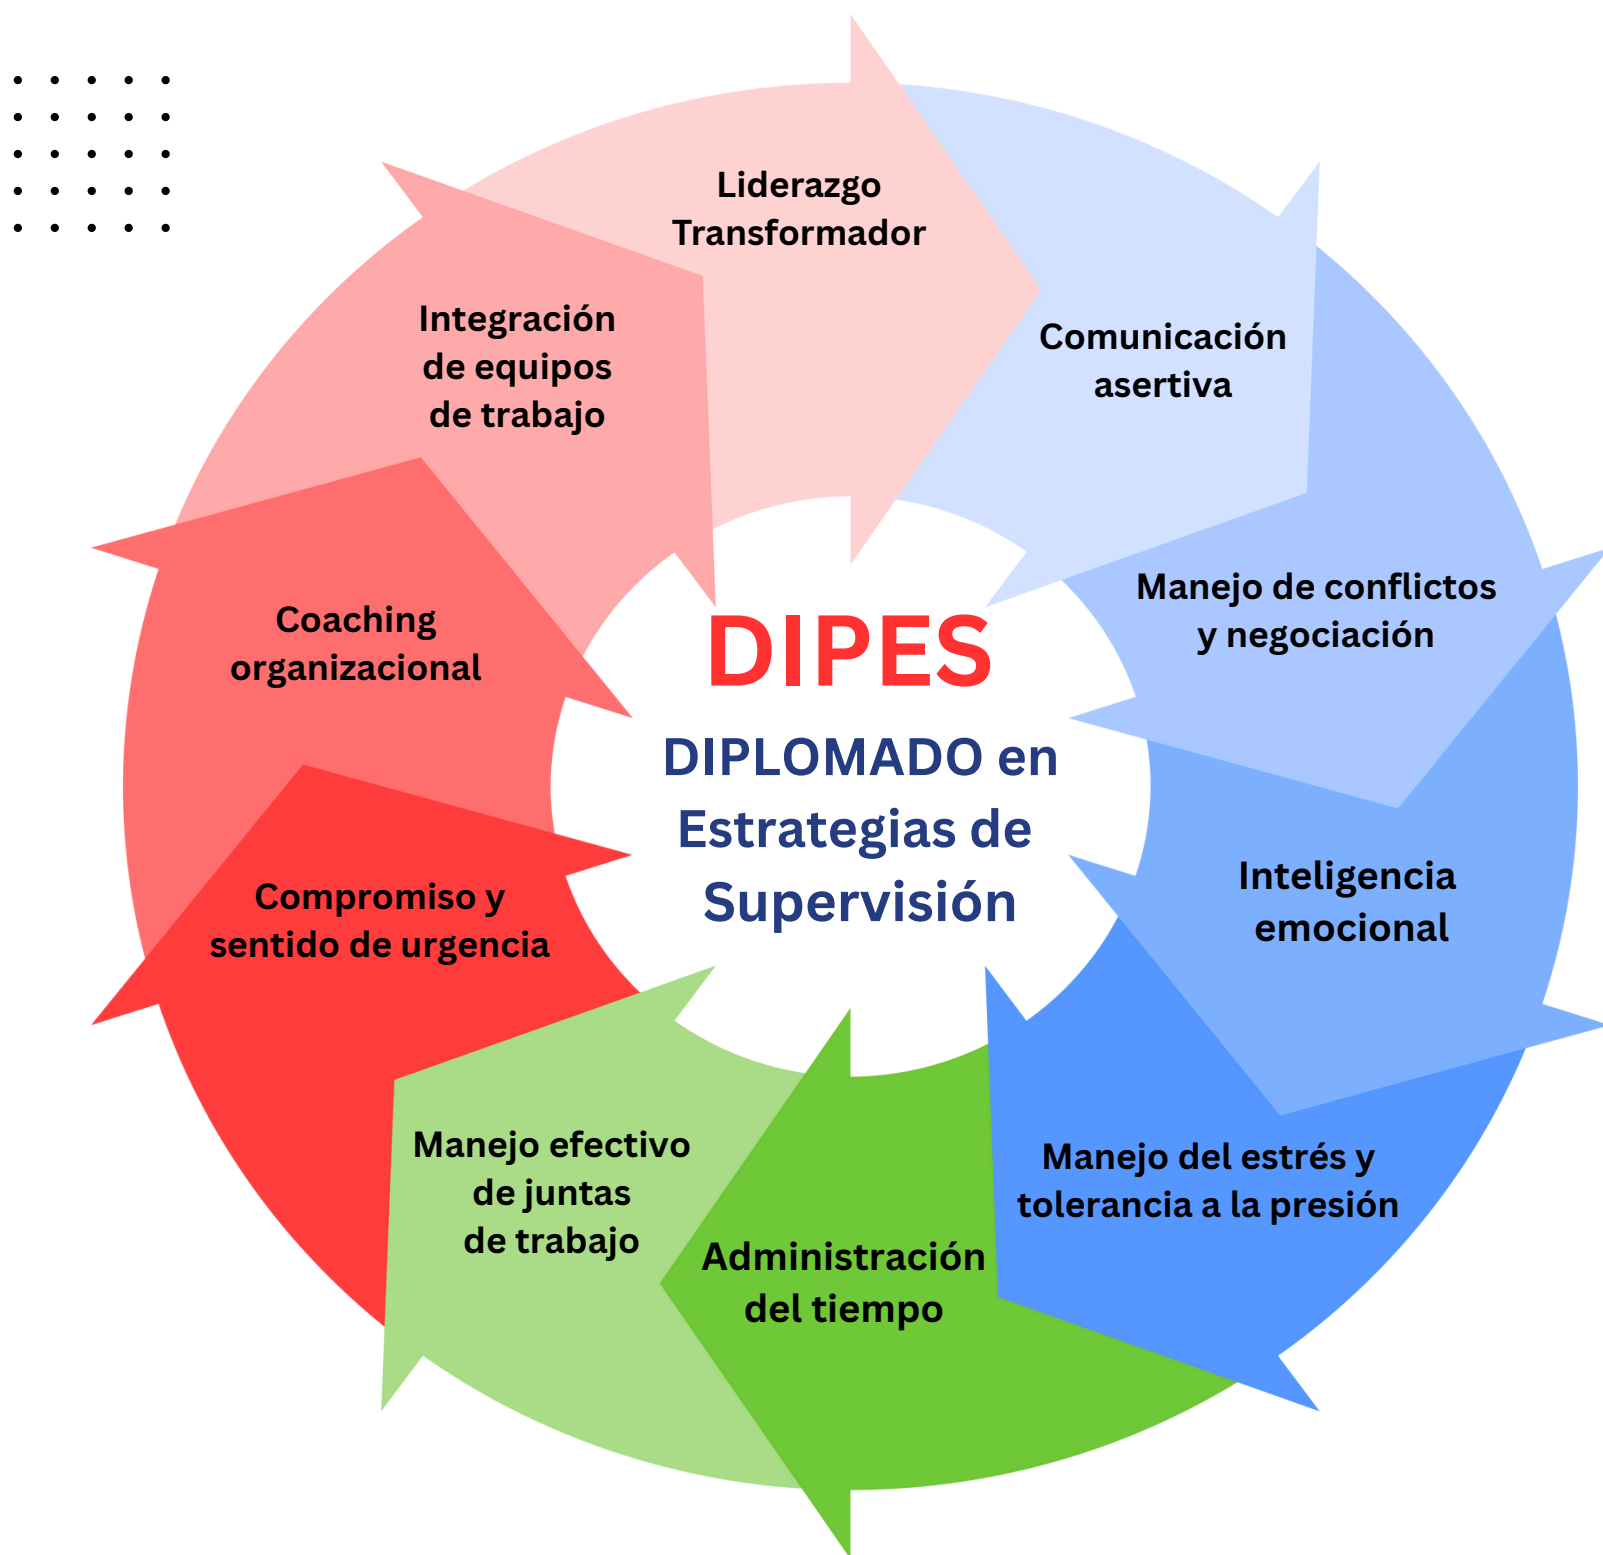 Liderazgo
Transformador
Comunicación
asertiva
Manejo de conflictos
y negociación
Inteligencia
emocional
Manejo del estrés y
tolerancia a la presión
Administración
del tiempo
Manejo efectivo
de juntas
de trabajo
Compromiso y
sentido de urgencia
Coaching
organizacional
Integración
de equipos
de trabajo
DIPES
DIPLOMADO en
Estrategias de
Supervisión